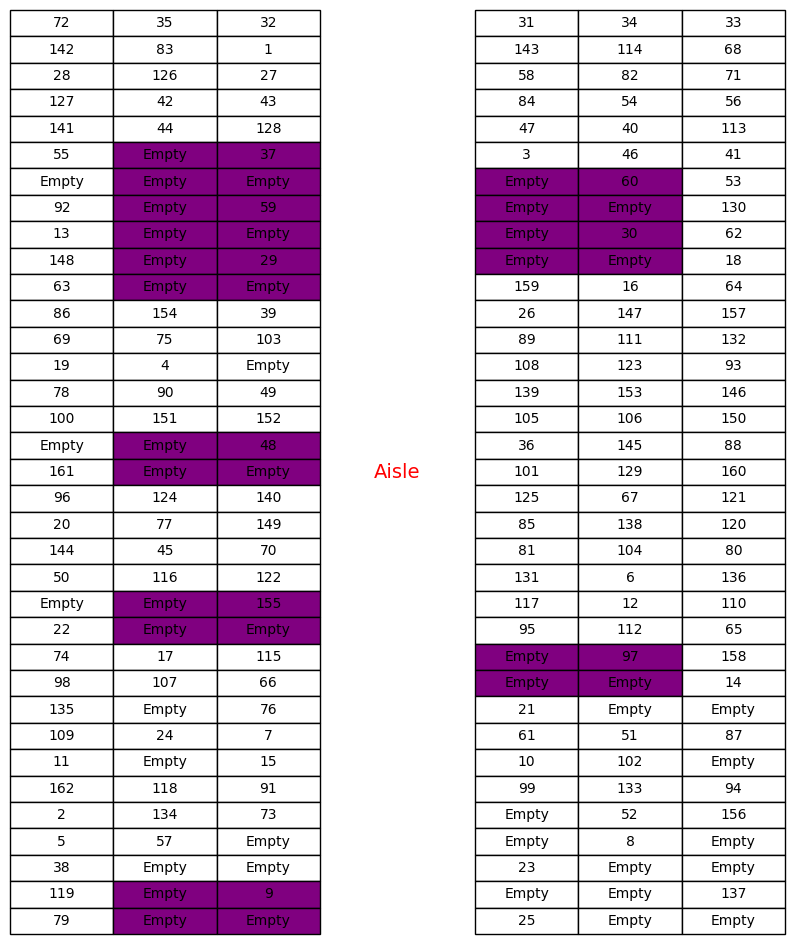 72 35 32 31 34 33
142 83 1 143 114 68
28 126 27 58 82 71
127 42 43 84 54 56
141 44 128 47 40 113
55 Empty 37 3 46 41
Empty Empty Empty Empty 60 53
92 Empty 59 Empty Empty 130
13 Empty Empty Empty 30 62
148 Empty 29 Empty Empty 18
63 Empty Empty 159 16 64
86 154 39 26 147 157
69 75 103 89 111 132
19 4 Empty 108 123 93
78 90 49 139 153 146
100 151 152 105 106 150
Empty Empty 48 36 145 88
161 Empty Empty Aisle 101 129 160
96 124 140 125 67 121
20 77 149 85 138 120
144 45 70 81 104 80
50 116 122 131 6 136
Empty Empty 155 117 12 110
22 Empty Empty 95 112 65
74 17 115 Empty 97 158
98 107 66 Empty Empty 14
135 Empty 76 21 Empty Empty
109 24 7 61 51 87
11 Empty 15 10 102 Empty
162 118 91 99 133 94
2 134 73 Empty 52 156
5 57 Empty Empty 8 Empty
38 Empty Empty 23 Empty Empty
119 Empty 9 Empty Empty 137
79 Empty Empty 25 Empty Empty